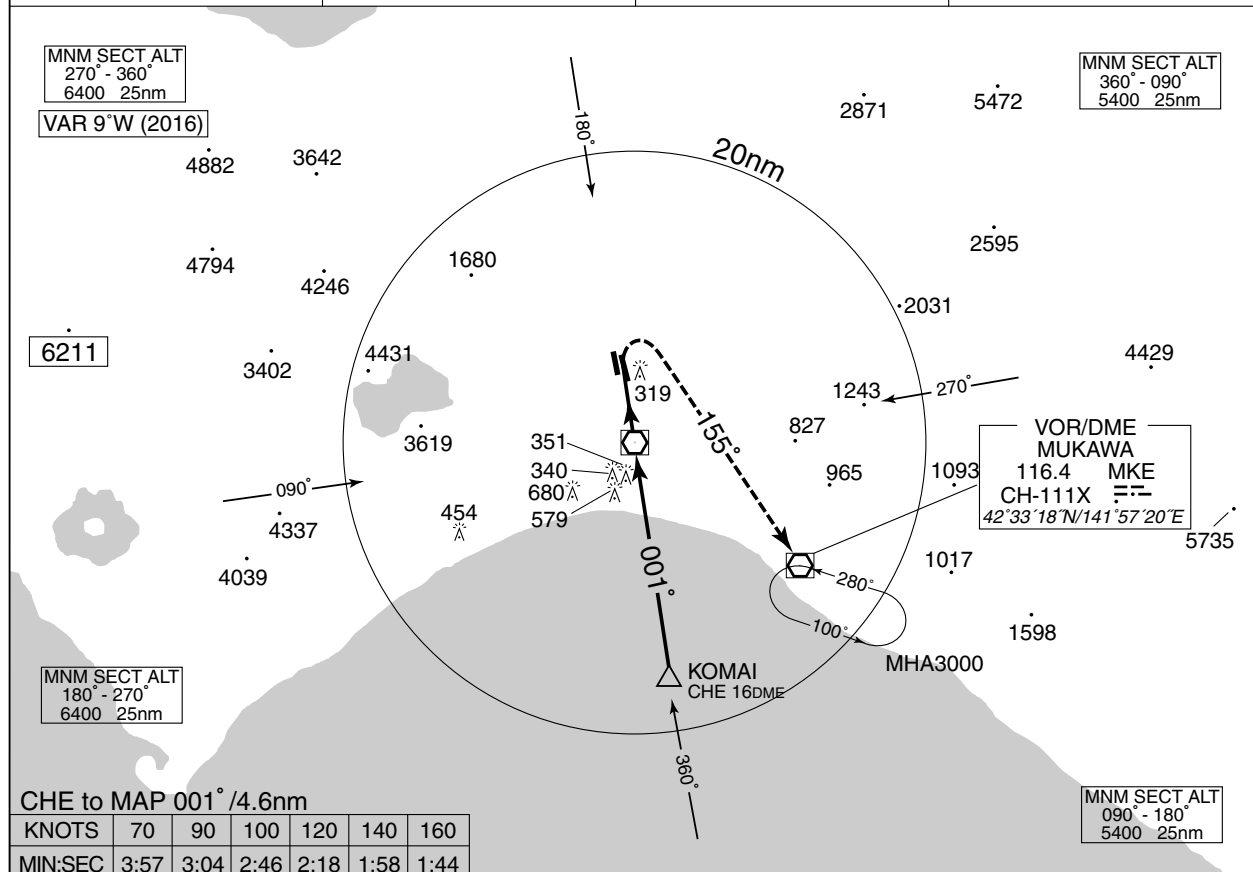 MNM SECT ALT
270° - 360°
6400 25nm
VAR 9°W (2016)
MNM SECT ALT
360° - 090°
5400 25nm
180°
20nm
2871
5472
4882
3642
4794
4246
1680
2595
2031
6211
3402
4431
319
4429
1243
270°
155°
827
3619
351
340
680
579
965
1093
VOR/DME
MUKAWA
116.4 MKE
CH-111X
42°33´18˝N/141°57´20˝E
090°
4337
454
5735
4039
001°
1017
280°
100°
1598
MHA3000
KOMAI
CHE 16DME
MNM SECT ALT
180° - 270°
6400 25nm
360°
MNM SECT ALT
090° - 180°
5400 25nm
CHE to MAP 001° /4.6nm
KNOTS 70 90 100 120 140 160
MIN:SEC 3:57 3:04 2:46 2:18 1:58 1:44